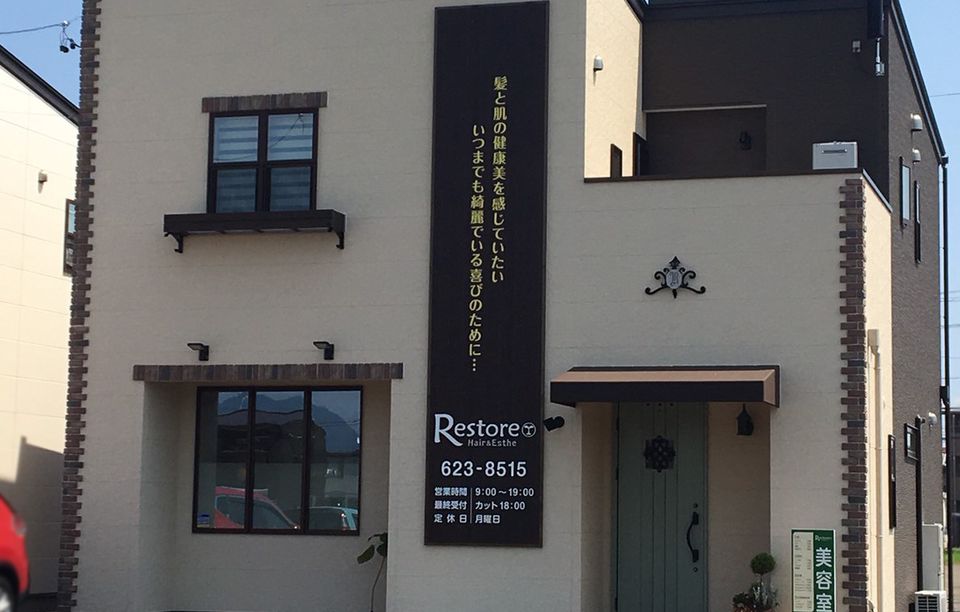 髪と肌の健康美を感じていたい
いつまでも綺麗でいる喜びのために…
Restore
Hair&Esthe
623-8515
営業時間 9:00～19:00
最終受付 カット18:00
定休日 月曜日
美容室